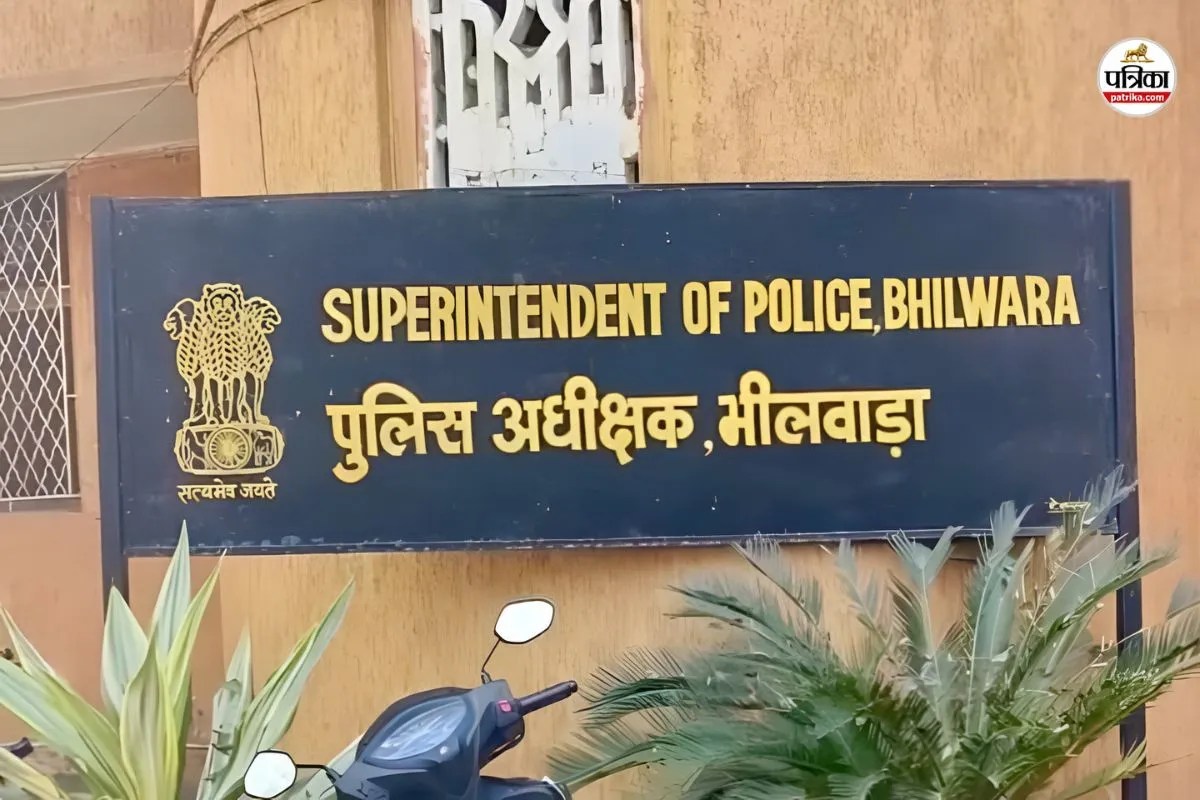 पत्रिका
patrika.com
SUPERINTENDENT OF POLICE, BHILWARA
पुलिस अधीक्षक, भीलवाड़ा
सत्यमेव जयते